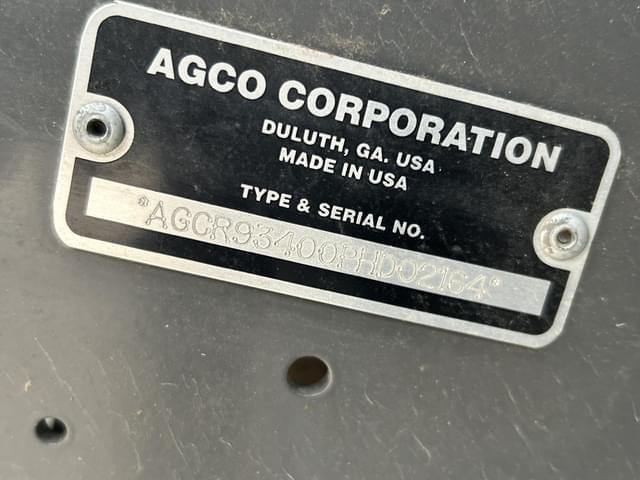 AGCO CORPORATION
DULUTH, GA. USA
MADE IN USA
TYPE & SERIAL NO.
*AGCR93400PHD02164*